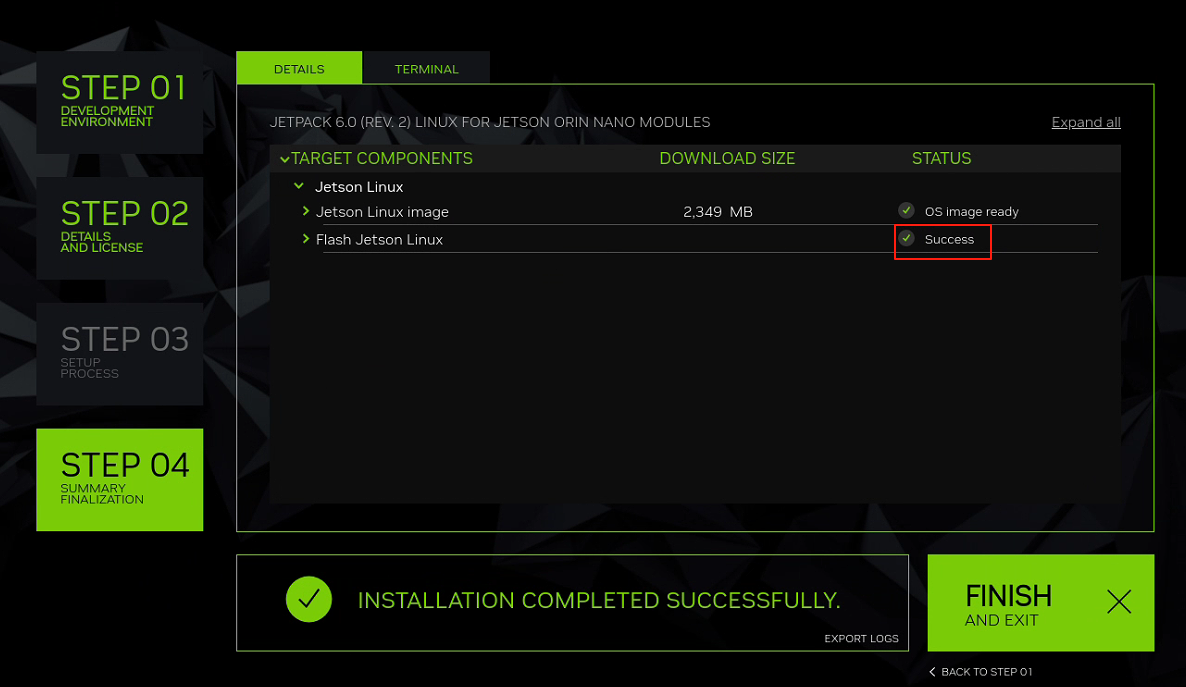 STEP 01
DEVELOPMENT
ENVIRONMENT
STEP 02
DETAILS
AND LICENSE
STEP 03
SETUP
PROCESS
STEP 04
SUMMARY
FINALIZATION
DETAILS TERMINAL
JETPACK 6.0 (REV. 2) LINUX FOR JETSON ORIN NANO MODULES Expand all
TARGET COMPONENTS DOWNLOAD SIZE STATUS
Jetson Linux
Jetson Linux image 2,349 MB OS image ready
Flash Jetson Linux Success
INSTALLATION COMPLETED SUCCESSFULLY.
EXPORT LOGS
FINISH
AND EXIT
BACK TO STEP 01